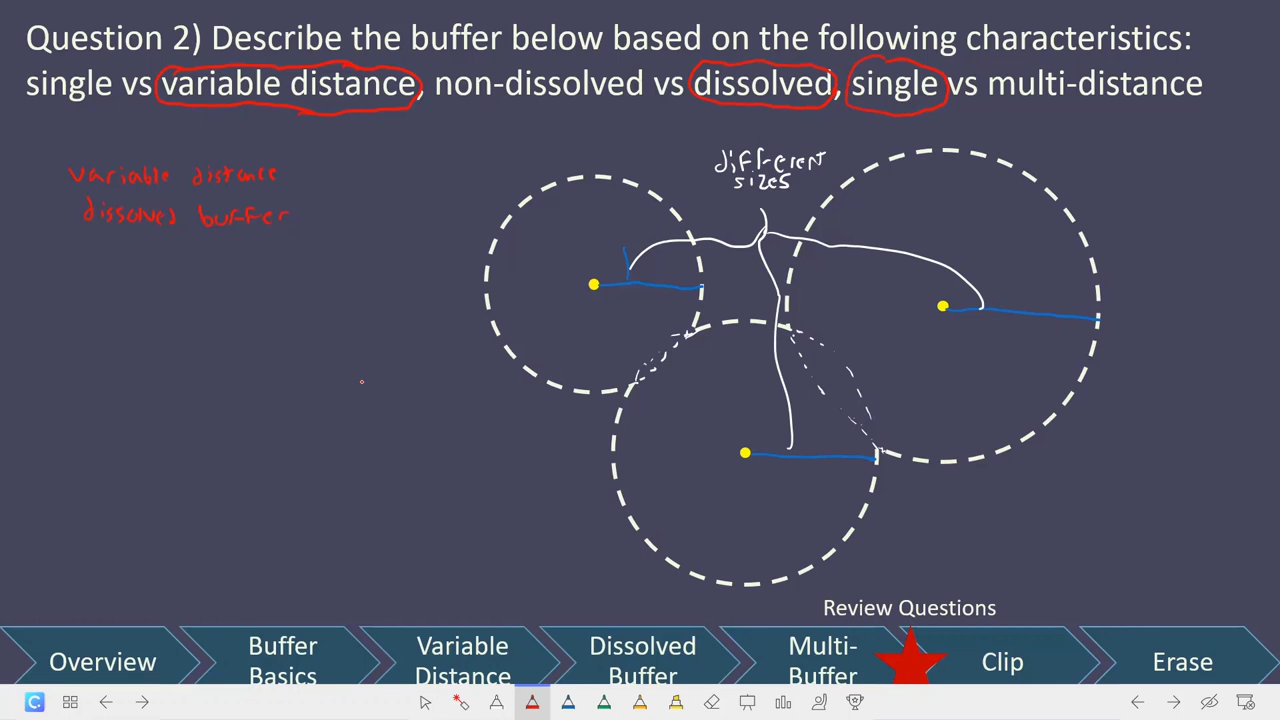 Question 2) Describe the buffer below based on the following characteristics:
single vs variable distance, non-dissolved vs dissolved, single vs multi-distance
variable distance
dissolved buffer
different
sizes
Review Questions
Overview
Buffer
Basics
Variable
Distance
Dissolved
Buffer
Multi-
Buffer
Clip
Erase